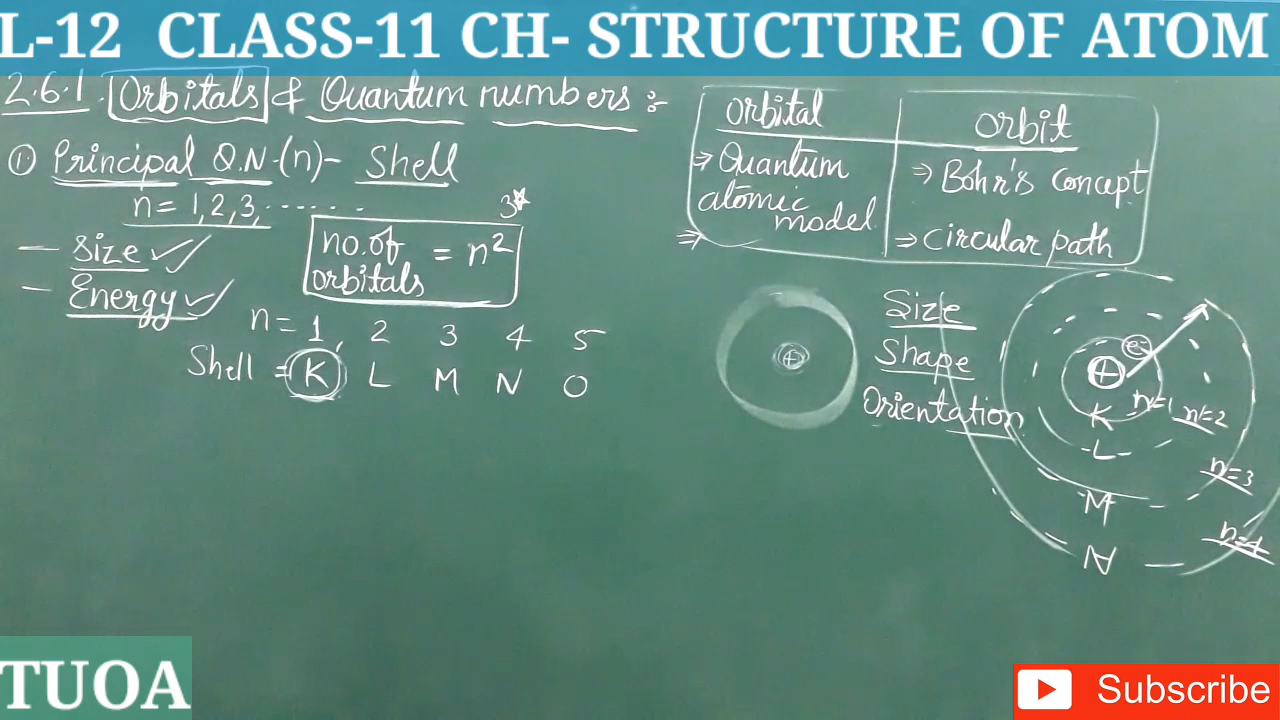 L-12 CLASS-11 CH- STRUCTURE OF ATOM
2.6.1. Orbitals & Quantum numbers :-
① Principal Q.N.(n)- Shell
n= 1,2,3,.......
3*
— Size ✓
— Energy ✓
no. of orbitals = n²
n= 1, 2 3 4 5
Shell = K L M N O
orbital orbit
⇒ Quantum atomic model
⇒
⇒ Bohr's concept
⇒ Circular path
Size
Shape
Orientation
+
+
e-
n=1
n=2
n=3
n=4
K
L
M
N
TUOA
Subscribe